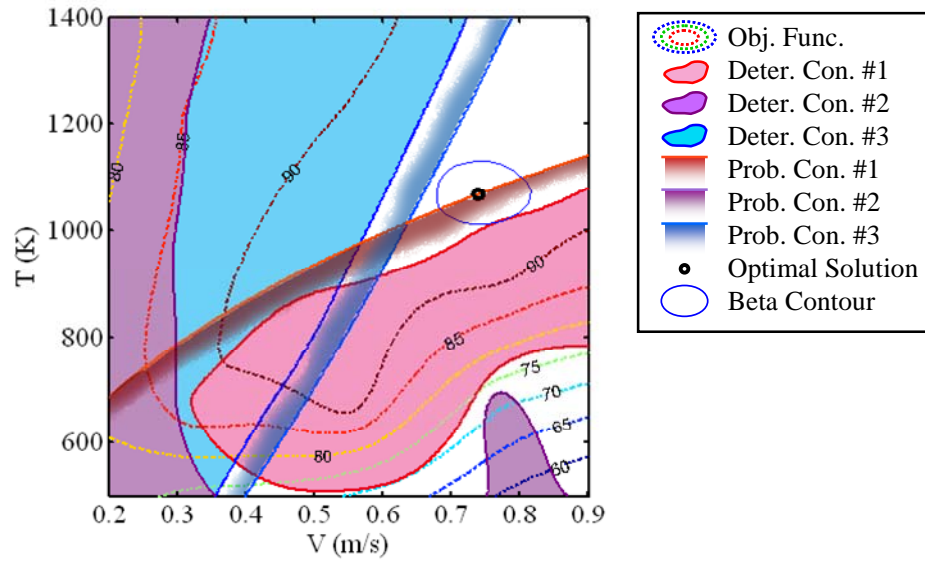 1400
1200
1000
800
600
T (K)
0.2 0.3 0.4 0.5 0.6 0.7 0.8 0.9
V (m/s)
80
85
90
90
85
80
75
70
65
60
Obj. Func.
Deter. Con. #1
Deter. Con. #2
Deter. Con. #3
Prob. Con. #1
Prob. Con. #2
Prob. Con. #3
Optimal Solution
Beta Contour